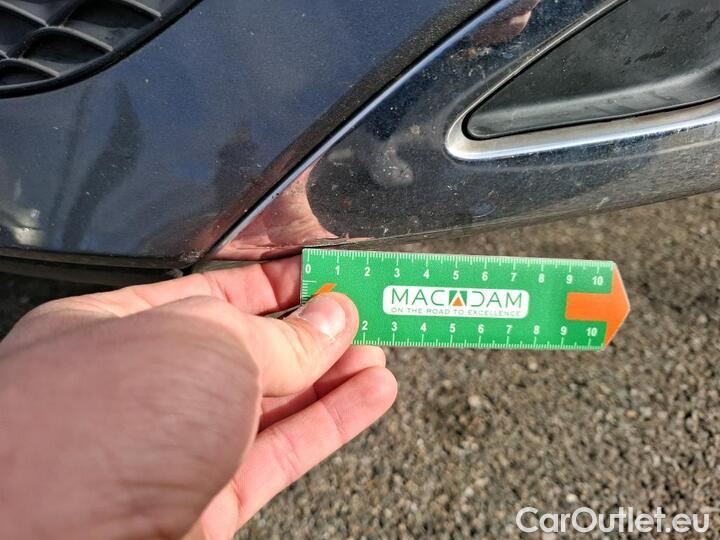 0 1 2 3 4 5 6 7 8 9 10
MACADAM
ON THE ROAD TO EXCELLENCE
2 3 4 5 6 7 8 9 10
CarOutlet.eu